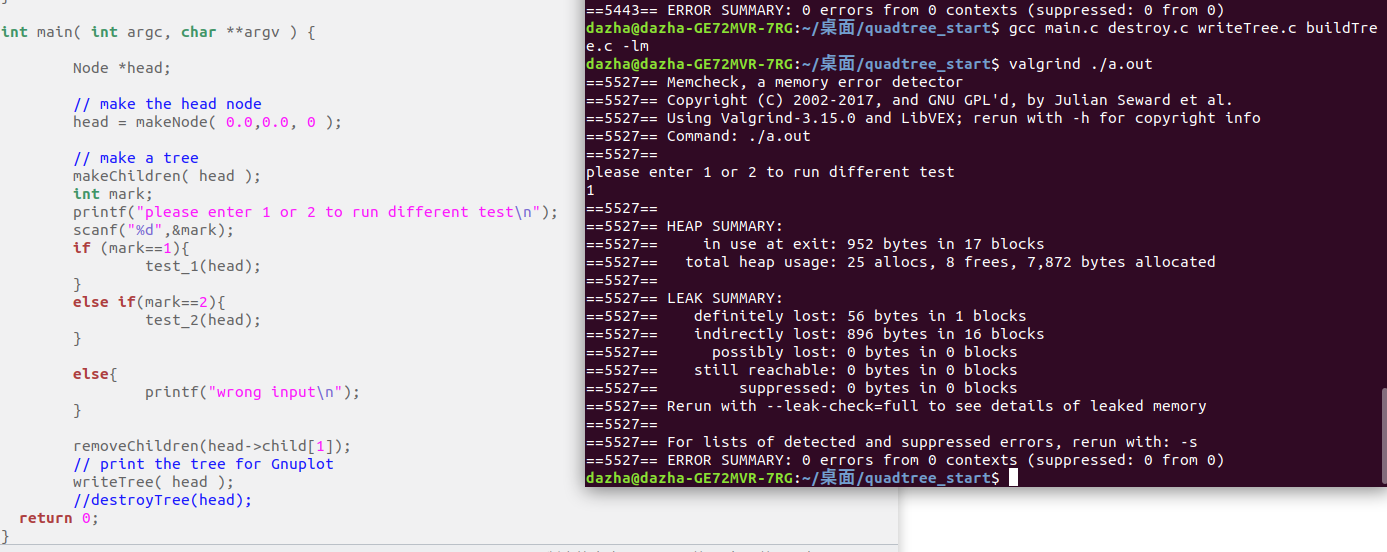 }
int main( int argc, char **argv ) {
Node *head;
// make the head node
head = makeNode( 0.0,0.0, 0 );
// make a tree
makeChildren( head );
int mark;
printf("please enter 1 or 2 to run different test\n");
scanf("%d",&mark);
if (mark==1){
test_1(head);
}
else if(mark==2){
test_2(head);
}
else{
printf("wrong input\n");
}
removeChildren(head->child[1]);
// print the tree for Gnuplot
writeTree( head );
//destroyTree(head);
return 0;
}
==5443== ERROR SUMMARY: 0 errors from 0 contexts (suppressed: 0 from 0)
dazha@dazha-GE72MVR-7RG:~/桌面/quadtree_start$ gcc main.c destroy.c writeTree.c buildTre
e.c -lm
dazha@dazha-GE72MVR-7RG:~/桌面/quadtree_start$ valgrind ./a.out
==5527== Memcheck, a memory error detector
==5527== Copyright (C) 2002-2017, and GNU GPL'd, by Julian Seward et al.
==5527== Using Valgrind-3.15.0 and LibVEX; rerun with -h for copyright info
==5527== Command: ./a.out
==5527==
please enter 1 or 2 to run different test
1
==5527==
==5527== HEAP SUMMARY:
==5527==     in use at exit: 952 bytes in 17 blocks
==5527==   total heap usage: 25 allocs, 8 frees, 7,872 bytes allocated
==5527==
==5527== LEAK SUMMARY:
==5527==    definitely lost: 56 bytes in 1 blocks
==5527==    indirectly lost: 896 bytes in 16 blocks
==5527==      possibly lost: 0 bytes in 0 blocks
==5527==    still reachable: 0 bytes in 0 blocks
==5527==         suppressed: 0 bytes in 0 blocks
==5527== Rerun with --leak-check=full to see details of leaked memory
==5527==
==5527== For lists of detected and suppressed errors, rerun with: -s
==5527== ERROR SUMMARY: 0 errors from 0 contexts (suppressed: 0 from 0)
dazha@dazha-GE72MVR-7RG:~/桌面/quadtree_start$